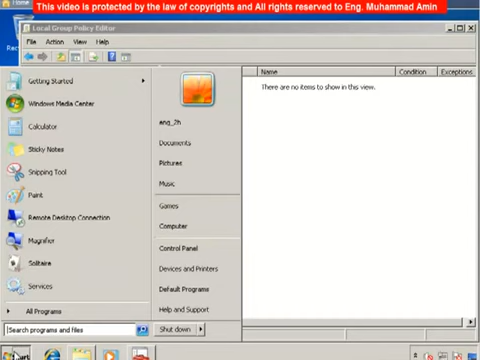 Home
This video is protected by the law of copyrights and All rights reserved to Eng. Muhammad Amin
Local Group Policy Editor
File Action View Help
Name Condition Exceptions
There are no items to show in this view.
Getting Started
Windows Media Center
Calculator
Sticky Notes
Snipping Tool
Paint
Remote Desktop Connection
Magnifier
Solitaire
Services
All Programs
Search programs and files
eng_2h
Documents
Pictures
Music
Games
Computer
Control Panel
Devices and Printers
Default Programs
Help and Support
Shut down